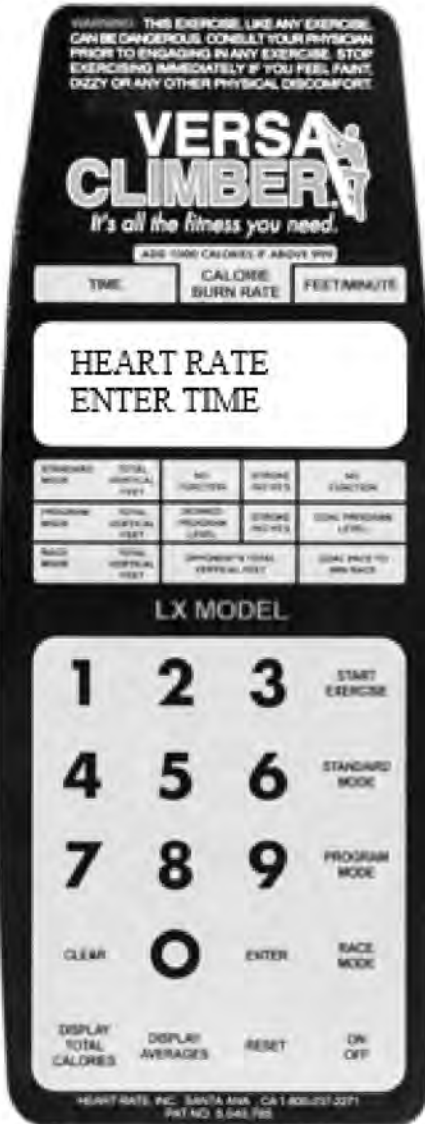 WARNING: THIS EXERCISE, LIKE ANY EXERCISE,
CAN BE DANGEROUS. CONSULT YOUR PHYSICIAN
PRIOR TO ENGAGING IN ANY EXERCISE. STOP
EXERCISING IMMEDIATELY IF YOU FEEL FAINT,
DIZZY OR ANY OTHER PHYSICAL DISCOMFORT.
VERSA
CLIMBER
It's all the fitness you need.
ADD 1000 CALORIES IF ABOVE 999
TIME
CALORIE
BURN RATE
FEET/MINUTE
HEART RATE
ENTER TIME
STANDARD
MODE
TOTAL
VERTICAL
FEET
NO
FUNCTION
STROKE
INCHES
NO
FUNCTION
PROGRAM
MODE
TOTAL
VERTICAL
FEET
PROGRAM
LEVEL
STROKE
INCHES
GOAL PROGRAM
LEVEL
RACE
MODE
TOTAL
VERTICAL
FEET
OPPONENT'S TOTAL
VERTICAL FEET
GOAL PACE TO
WIN RACE
LX MODEL
1 2 3 START
EXERCISE
4 5 6 STANDARD
MODE
7 8 9 PROGRAM
MODE
CLEAR 0 ENTER RACE
MODE
DISPLAY
TOTAL
CALORIES
DISPLAY
AVERAGES
RESET
ON
OFF
HEART RATE, INC. SANTA ANA CA 1-800-237-2271
PAT NO.